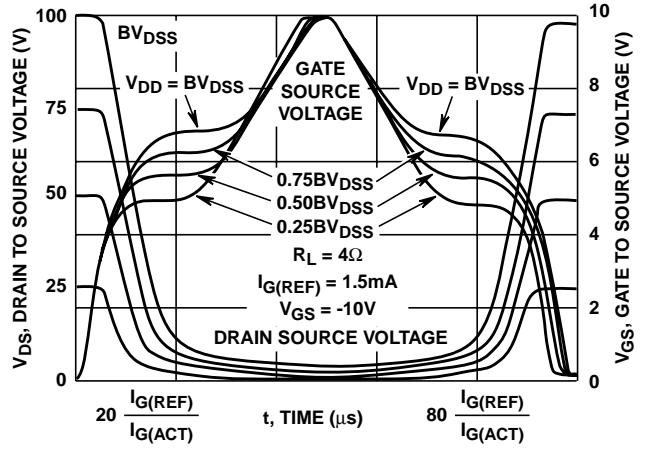 100
BVDSS
VDD = BVDSS
GATE
SOURCE
VOLTAGE
VDD = BVDSS
10
8
75
6
0.75BVDSS
50
0.50BVDSS
0.25BVDSS
4
RL = 4Ω
IG(REF) = 1.5mA
25
VGS = -10V
2
DRAIN SOURCE VOLTAGE
0
0
VDS, DRAIN TO SOURCE VOLTAGE (V)
VGS, GATE TO SOURCE VOLTAGE (V)
20 IG(REF)
IG(ACT)
t, TIME (µs)
80 IG(REF)
IG(ACT)